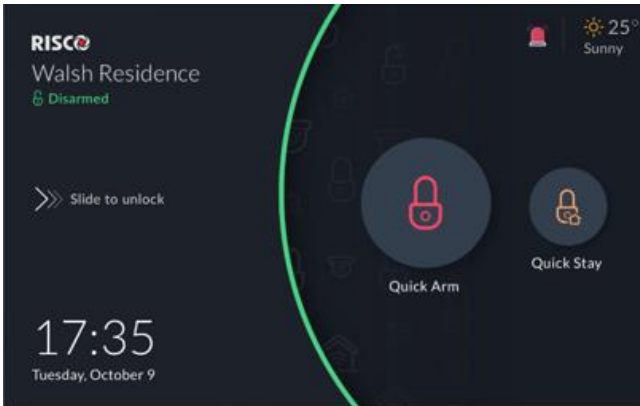 RISCO
Walsh Residence
Disarmed
Slide to unlock
17:35
Tuesday, October 9
25°
Sunny
Quick Arm
Quick Stay